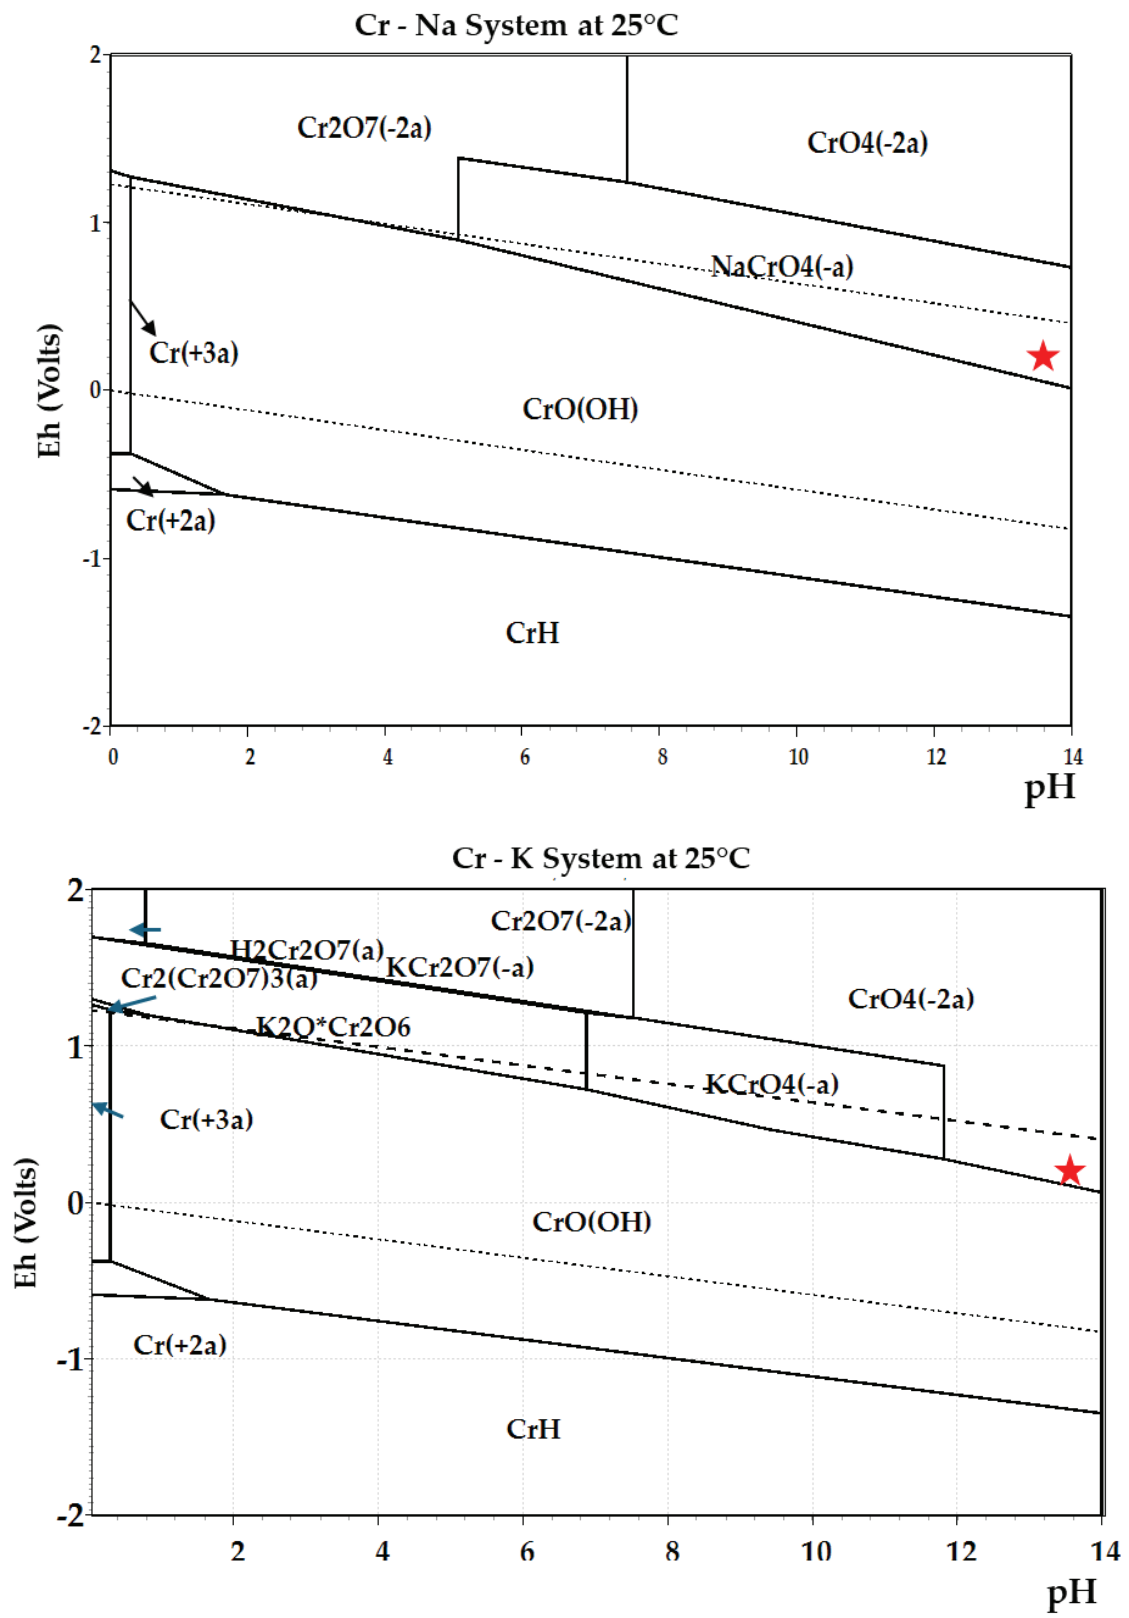 Cr - Na System at 25°C
2
Cr2O7(-2a)
CrO4(-2a)
1
NaCrO4(-a)
Cr(+3a)
Eh (Volts)
0
CrO(OH)
Cr(+2a)
-1
CrH
-2
0 2 4 6 8 10 12 14
pH
Cr - K System at 25°C
2
Cr2O7(-2a)
H2Cr2O7(a)
KCr2O7(-a)
Cr2(Cr2O7)3(a)
CrO4(-2a)
K2O*Cr2O6
1
KCrO4(-a)
Cr(+3a)
Eh (Volts)
0
CrO(OH)
Cr(+2a)
-1
CrH
-2
2 4 6 8 10 12 14
pH